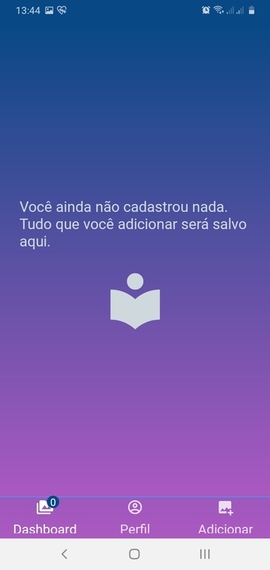 13:44
Você ainda não cadastrou nada.
Tudo que você adicionar será salvo
aqui.
0
Dashboard Perfil Adicionar